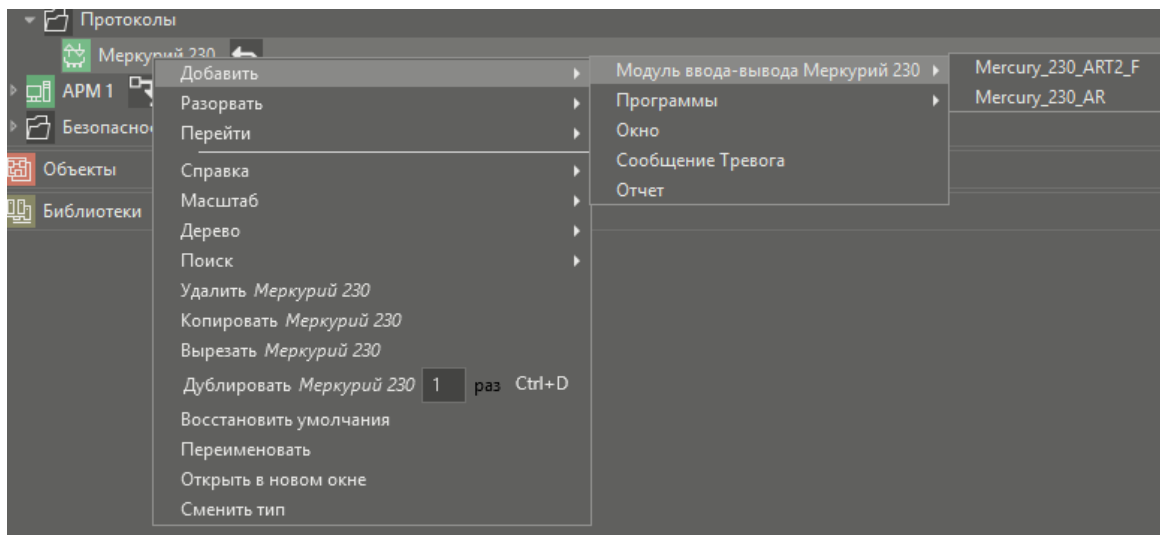 Протоколы
Меркурий 230
АРМ 1
Объекты
Библиотеки
Добавить
Разорвать
Перейти
Справка
Масштаб
Дерево
Поиск
Удалить Меркурий 230
Копировать Меркурий 230
Вырезать Меркурий 230
Дублировать Меркурий 230 1 раз Ctrl+D
Восстановить умолчания
Переименовать
Открыть в новом окне
Сменить тип
Модуль ввода-вывода Меркурий 230
Программы
Окно
Сообщение Тревога
Отчет
Mercury_230_ART2_F
Mercury_230_AR